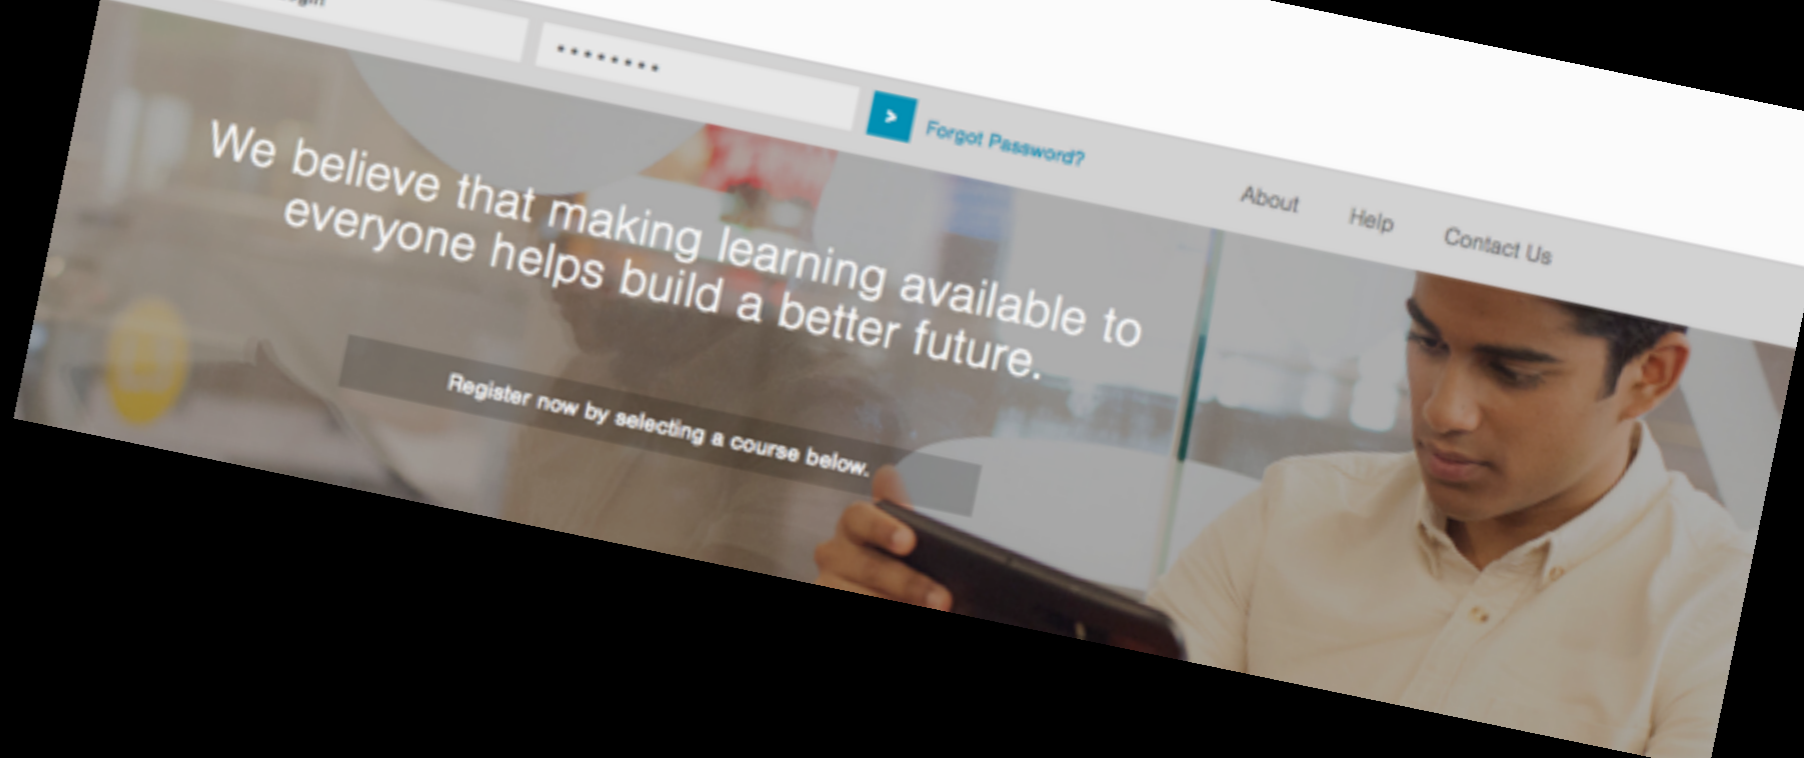 ••••••••
>
Forgot Password?
About
Help
Contact Us
We believe that making learning available to
everyone helps build a better future.
Register now by selecting a course below.